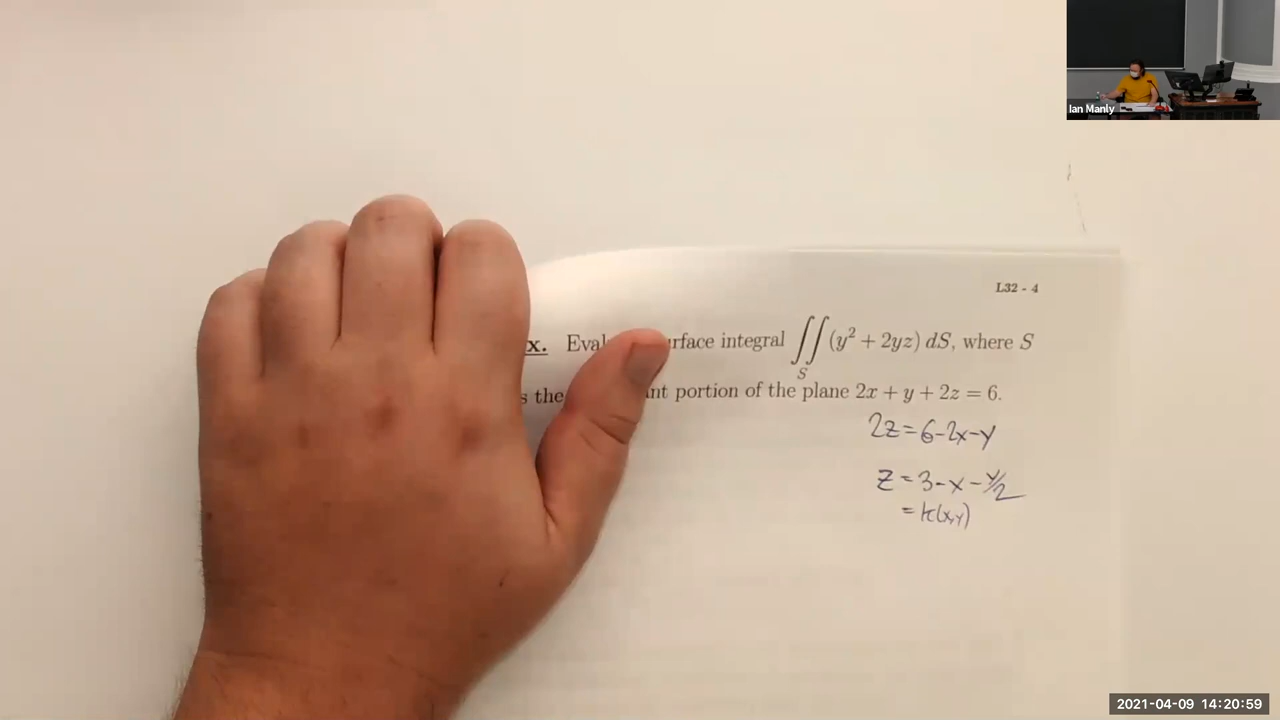 Ian Manly
L32 - 4
x. Eval rface integral ∬_S (y² + 2yz) dS, where S
s the nt portion of the plane 2x + y + 2z = 6.
2z = 6-2x-y
z = 3-x-y/2
= k(x,y)
2021-04-09 14:20:59